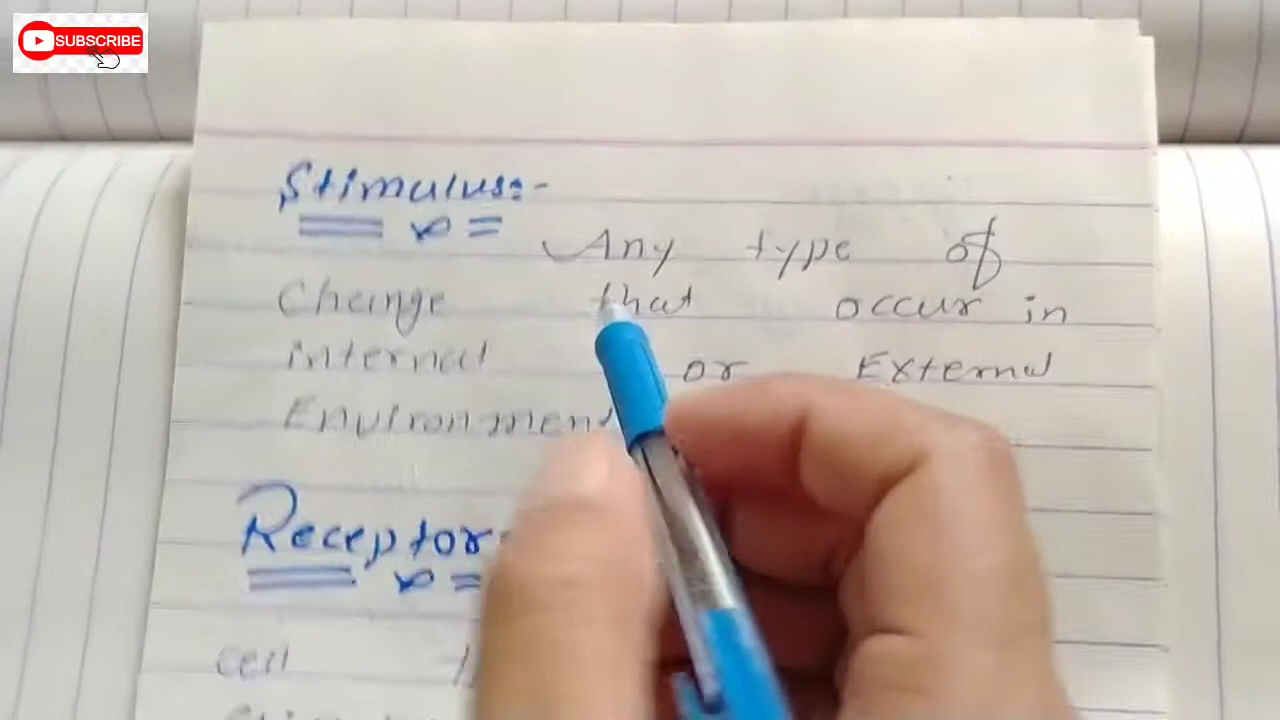 SUBSCRIBE
Stimulus:-
Any type of
Change that occur in
internal or External
Environment
Receptor
cell